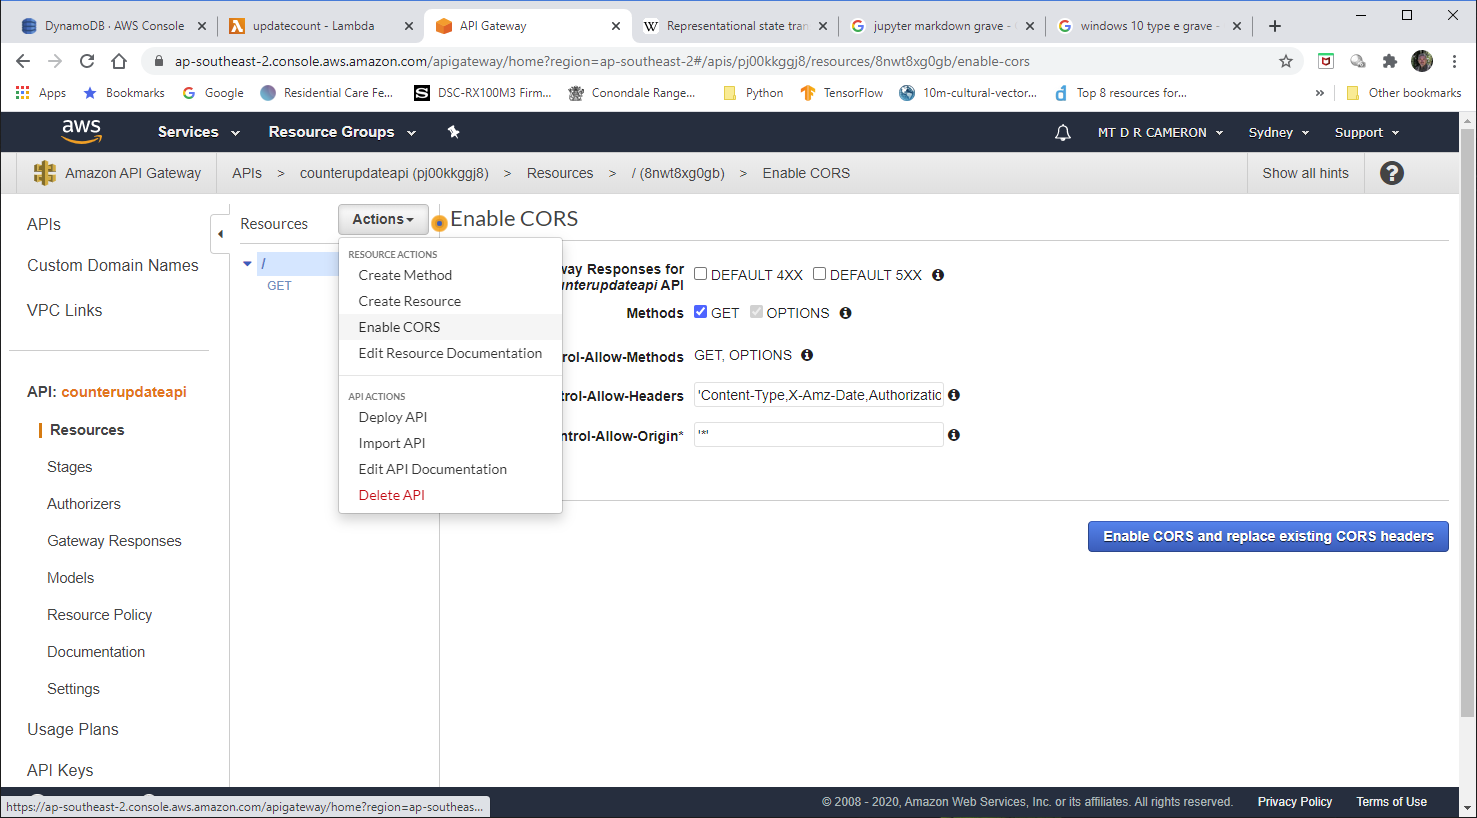 DynamoDB · AWS Console
updatecount - Lambda
API Gateway
Representational state tran
jupyter markdown grave -
windows 10 type e grave -
ap-southeast-2.console.aws.amazon.com/apigateway/home?region=ap-southeast-2#/apis/pj00kkggj8/resources/8nwt8xg0gb/enable-cors
Apps
Bookmarks
Google
Residential Care Fe...
DSC-RX100M3 Firm...
Conondale Range...
Python
TensorFlow
10m-cultural-vector...
Top 8 resources for...
»
Other bookmarks
aws
Services
Resource Groups
MT D R CAMERON
Sydney
Support
Amazon API Gateway
APIs > counterupdateapi (pj00kkggj8) > Resources > / (8nwt8xg0gb) > Enable CORS
Show all hints
?
APIs
Custom Domain Names
VPC Links
API: counterupdateapi
Resources
Stages
Authorizers
Gateway Responses
Models
Resource Policy
Documentation
Settings
Usage Plans
API Keys
Resources
Actions
/
GET
RESOURCE ACTIONS
Create Method
Create Resource
Enable CORS
Edit Resource Documentation
API ACTIONS
Deploy API
Import API
Edit API Documentation
Delete API
Enable CORS
way Responses for
unterupdateapi API
DEFAULT 4XX
DEFAULT 5XX
Methods
GET
OPTIONS
rol-Allow-Methods
GET, OPTIONS
trol-Allow-Headers
'Content-Type,X-Amz-Date,Authorizatio
ntrol-Allow-Origin*
'*'
Enable CORS and replace existing CORS headers
https://ap-southeast-2.console.aws.amazon.com/apigateway/home?region=ap-southeas...
© 2008 - 2020, Amazon Web Services, Inc. or its affiliates. All rights reserved.
Privacy Policy
Terms of Use